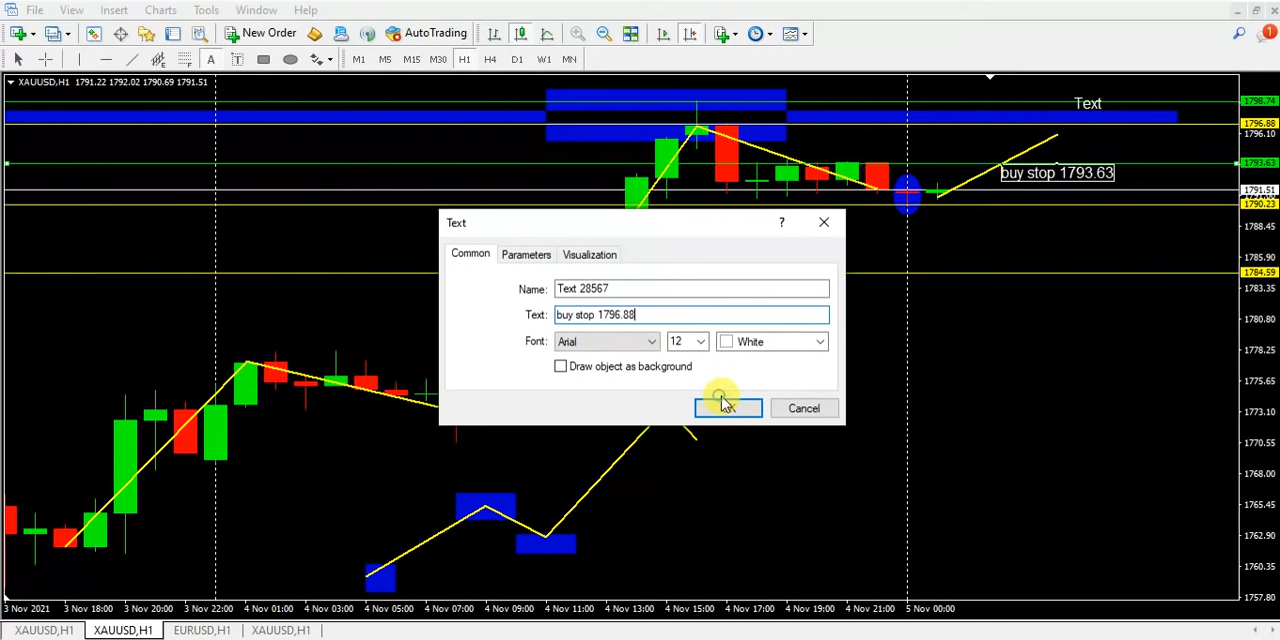 File View Insert Charts Tools Window Help
New Order AutoTrading 1
A T M1 M5 M15 M30 H1 H4 D1 W1 MN
XAUUSD,H1 1791.22 1792.02 1790.69 1791.51
1798.74
Text
1796.88
1796.10
1793.63
buy stop 1793.63
1791.51
1790.23
1788.45
1785.90
1784.59
1783.35
1780.80
1778.25
1775.65
1773.10
1770.55
1768.00
1765.45
1762.90
1760.35
1757.80
Text ? 
Common Parameters Visualization
Name: Text 28567
Text: buy stop 1796.88
Font: Arial 12 White
Draw object as background
Cancel
3 Nov 2021 3 Nov 18:00 3 Nov 20:00 3 Nov 22:00 4 Nov 01:00 4 Nov 03:00 4 Nov 05:00 4 Nov 07:00 4 Nov 09:00 4 Nov 11:00 4 Nov 13:00 4 Nov 15:00 4 Nov 17:00 4 Nov 19:00 4 Nov 21:00 5 Nov 00:00
XAUUSD,H1 XAUUSD,H1 EURUSD,H1 XAUUSD,H1